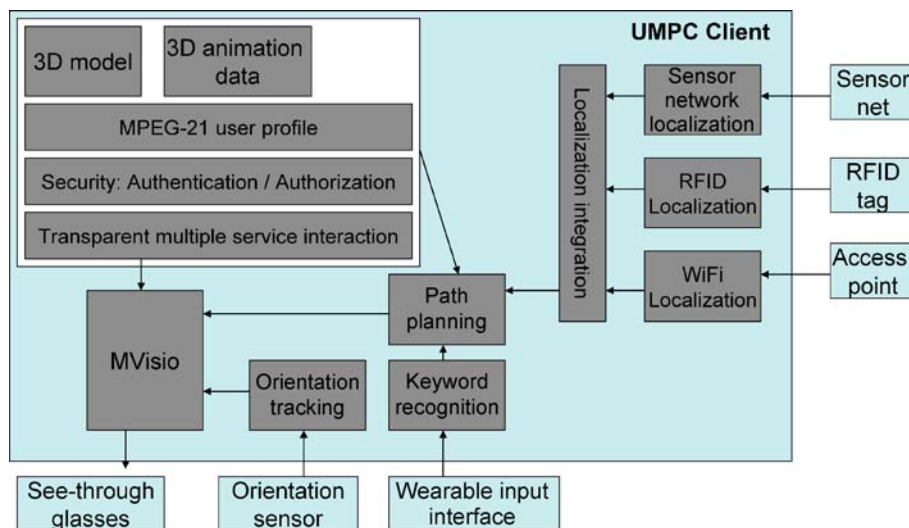 UMPC Client
3D model
3D animation
data
MPEG-21 user profile
Security: Authentication / Authorization
Transparent multiple service interaction
Localization integration
Sensor
network
localization
Sensor
net
RFID
Localization
RFID
tag
WiFi
Localization
Access
point
Path
planning
MVisio
Orientation
tracking
Keyword
recognition
See-through
glasses
Orientation
sensor
Wearable input
interface